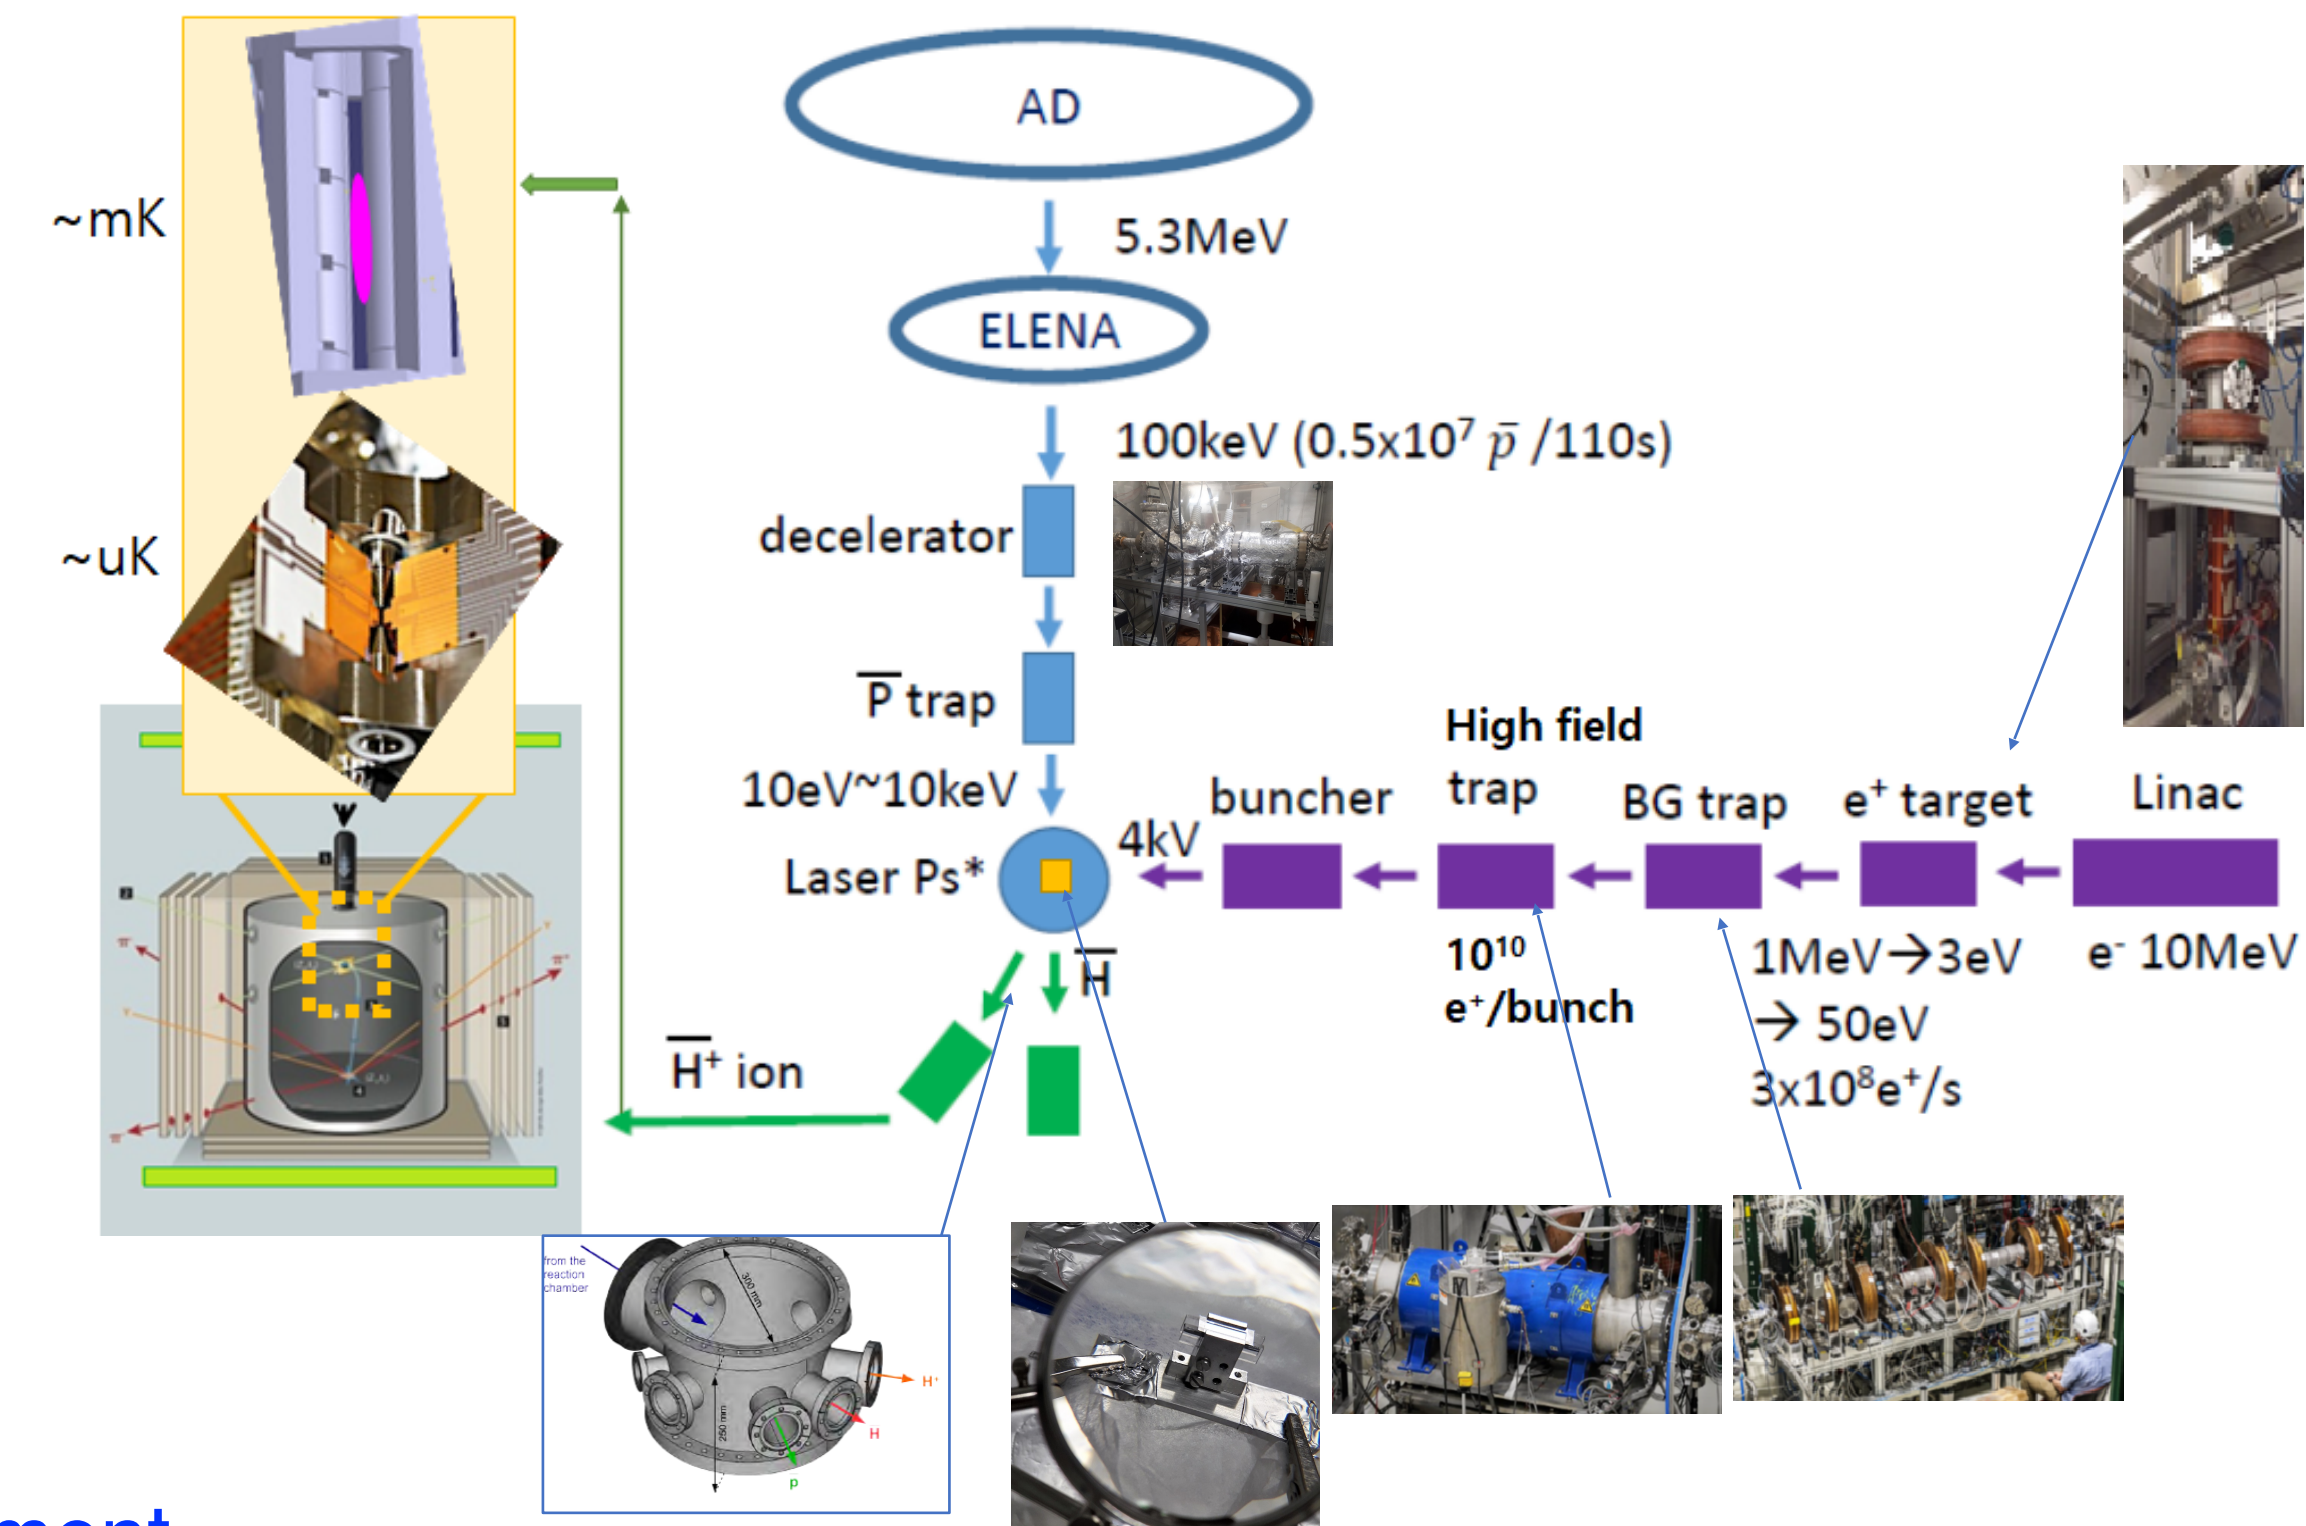 AD
5.3MeV
~mK
ELENA
100keV (0.5x10⁷ p̄ /110s)
decelerator
~uK
P̅ trap
High field
trap
10eV~10keV
buncher
BG trap
e⁺ target
Linac
4kV
Laser Ps*
10¹⁰
e⁺/bunch
1MeV→3eV
→ 50eV
3x10⁸e⁺/s
e⁻ 10MeV
H̅
H̅⁺ ion
from the
reaction
chamber
300 mm
250 mm
H
p